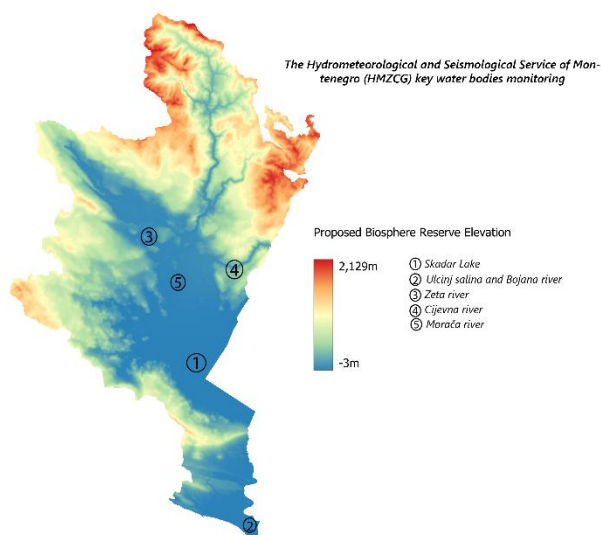 The Hydrometeorological and Seismological Service of Mon-
tenegro (HMZCG) key water bodies monitoring
Proposed Biosphere Reserve Elevation
2,129m
-3m
① Skadar Lake
② Ulcinj salina and Bojana river
③ Zeta river
④ Cijevna river
⑤ Morača river
③
④
⑤
①
②